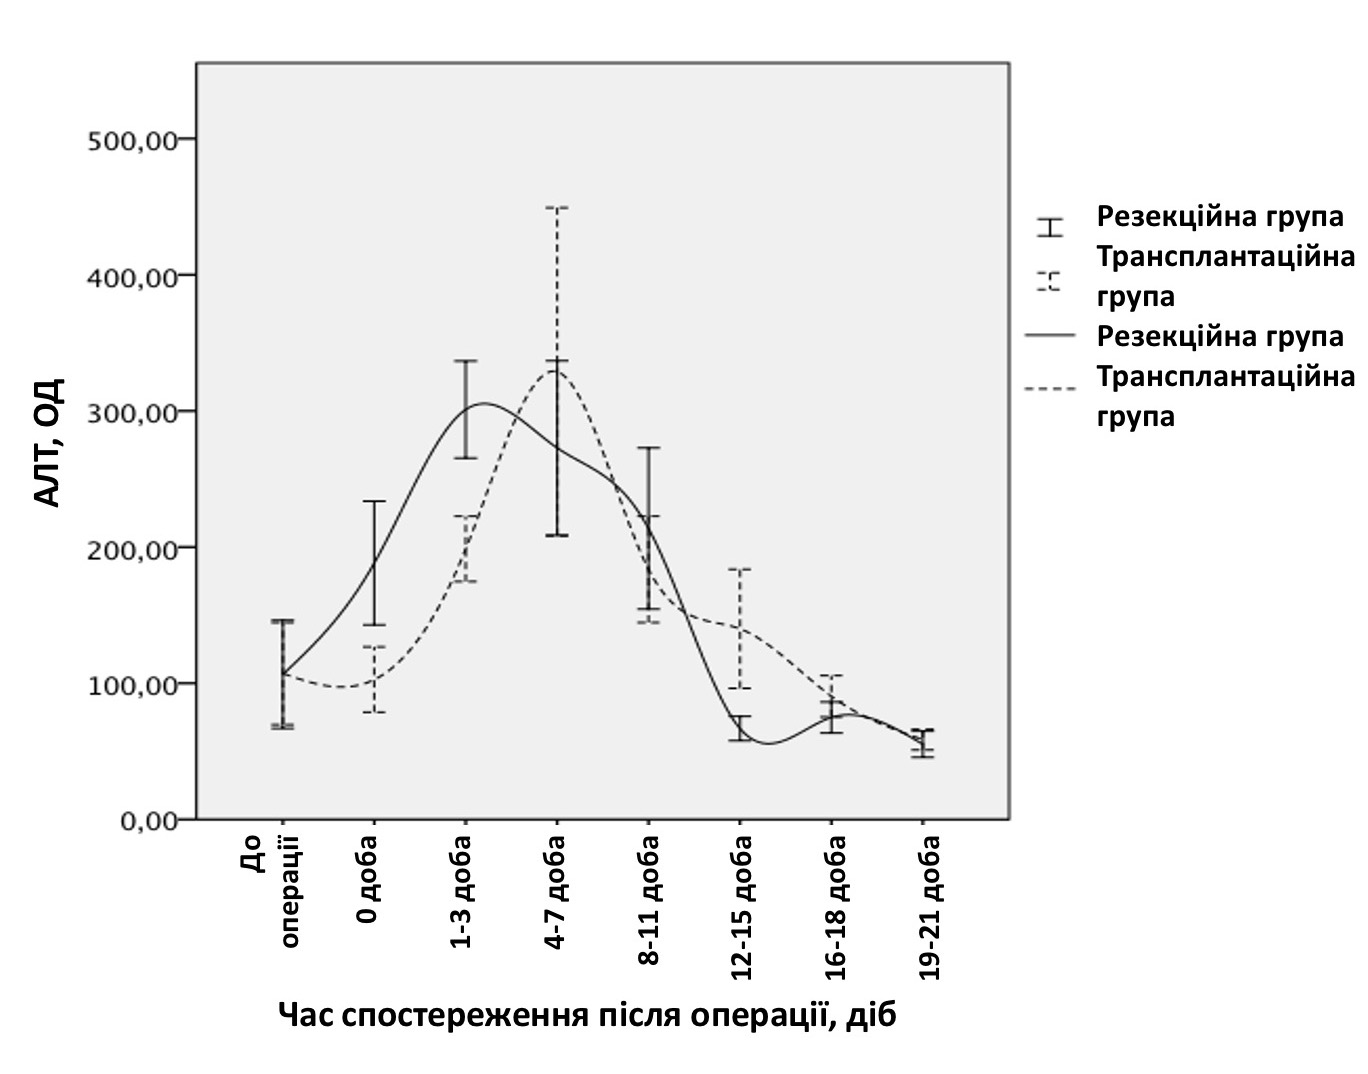 500,00
400,00
300,00
200,00
100,00
0,00
АЛТ, ОД
До
операції
0 доба
1-3 доба
4-7 доба
8-11 доба
12-15 доба
16-18 доба
19-21 доба
Час спостереження після операції, діб
Резекційна група
Трансплантаційна
група
Резекційна група
Трансплантаційна
група